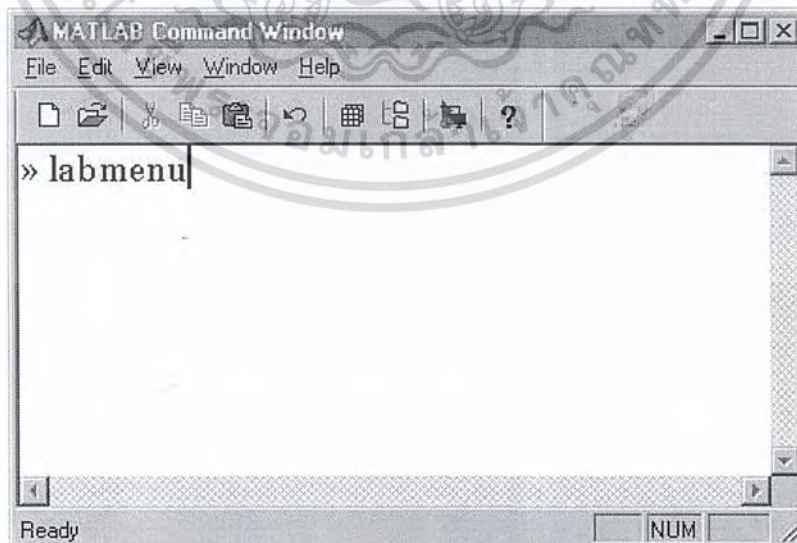 MATLAB Command Window
File Edit View Window Help
?
» labmenu
Ready
NUM